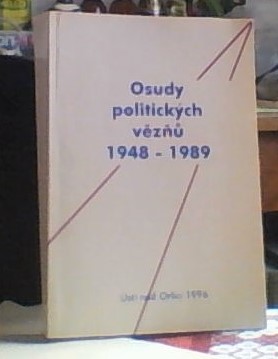 Osudy
politických
vězňů
1948 - 1989
Ústí nad Orlicí 1996